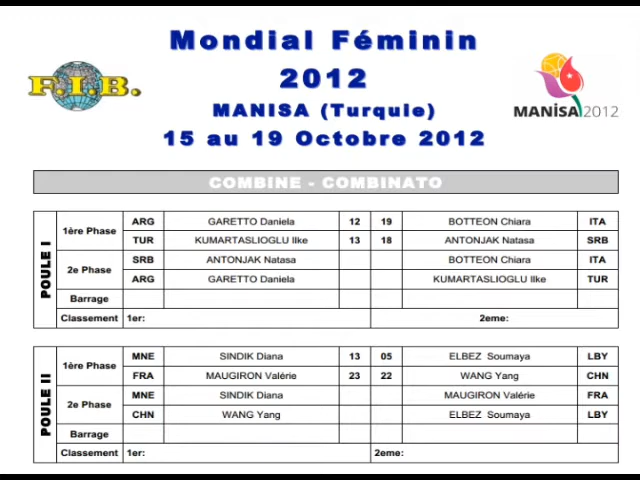 Mondial Féminin
2012
MANISA (Turquie)
15 au 19 Octobre 2012
F.I.B.
MANİSA 2012
COMBINE - COMBINATO
POULE I
1ère Phase ARG GARETTO Daniela 12 19 BOTTEON Chiara ITA
TUR KUMARTASLIOGLU Ilke 13 18 ANTONJAK Natasa SRB
2e Phase SRB ANTONJAK Natasa BOTTEON Chiara ITA
ARG GARETTO Daniela KUMARTASLIOGLU Ilke TUR
Barrage
Classement 1er: 2eme:
POULE II
1ère Phase MNE SINDIK Diana 13 05 ELBEZ Soumaya LBY
FRA MAUGIRON Valérie 23 22 WANG Yang CHN
2e Phase MNE SINDIK Diana MAUGIRON Valérie FRA
CHN WANG Yang ELBEZ Soumaya LBY
Barrage
Classement 1er: 2eme: